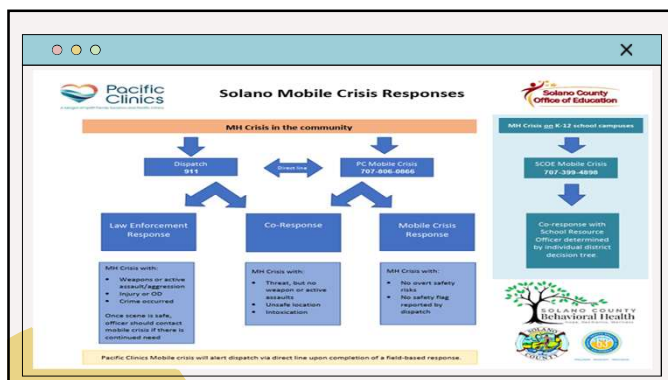 Pacific
Clinics
Solano Mobile Crisis Responses
Solano County
Office of Education
MH Crisis in the community
Dispatch
911
Direct line
PC Mobile Crisis
707-806-0866
Law Enforcement
Response
Co-Response
Mobile Crisis
Response
MH Crisis with:
• Weapons or active
assault/aggression
• Injury or OD
• Crime occurred
Once scene is safe,
officer should contact
mobile crisis if there is
continued need
MH Crisis with:
• Threat, but no
weapon or active
assaults
• Unsafe location
• Intoxication
MH Crisis with:
• No overt safety
risks
• No safety flag
reported by
dispatch
Pacific Clinics Mobile crisis will alert dispatch via direct line upon completion of a field-based response.
MH Crisis on K-12 school campuses
SCOE Mobile Crisis
707-399-4898
Co-response with
School Resource
Officer determined
by individual district
decision tree.
SOLANO COUNTY
Behavioral Health
SOLANO
COUNTY